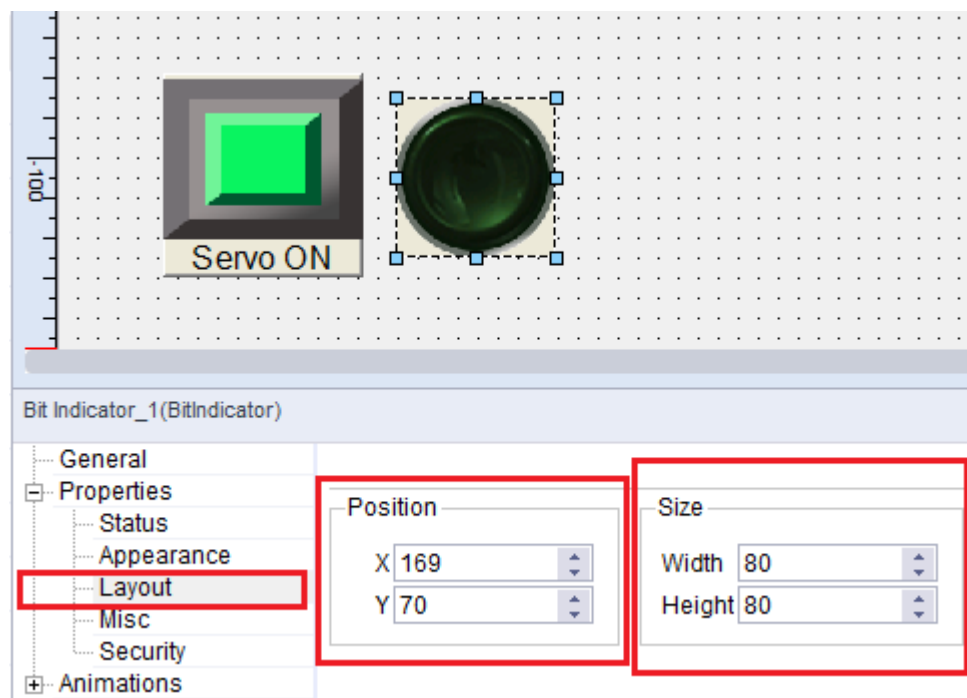 -100
Servo ON
Bit Indicator_1(BitIndicator)
General
Properties
Status
Appearance
Layout
Misc
Security
Animations
Position
X 169
Y 70
Size
Width 80
Height 80